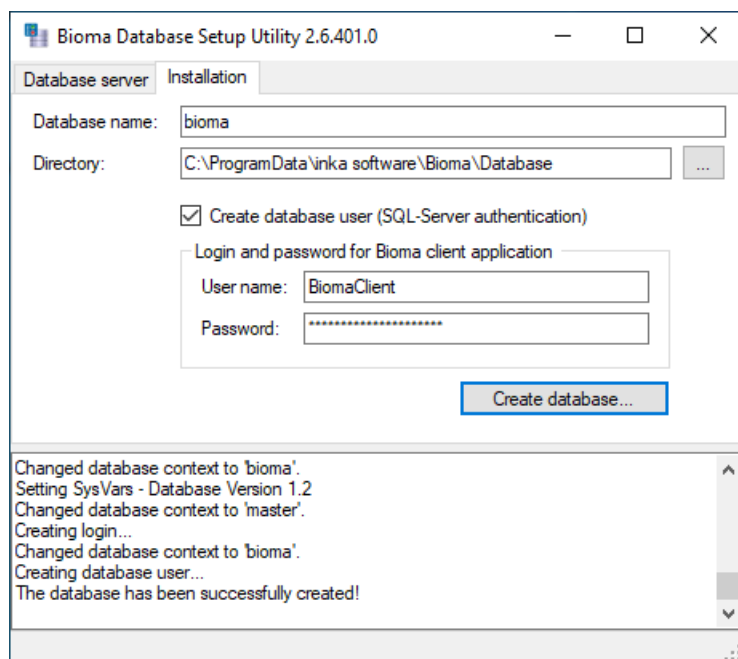 Bioma Database Setup Utility 2.6.401.0
Database server Installation
Database name: bioma
Directory: C:\ProgramData\inka software\Bioma\Database ...
Create database user (SQL-Server authentication)
Login and password for Bioma client application
User name: BiomaClient
Password: *********************
Create database...
Changed database context to 'bioma'.
Setting SysVars - Database Version 1.2
Changed database context to 'master'.
Creating login...
Changed database context to 'bioma'.
Creating database user...
The database has been successfully created!